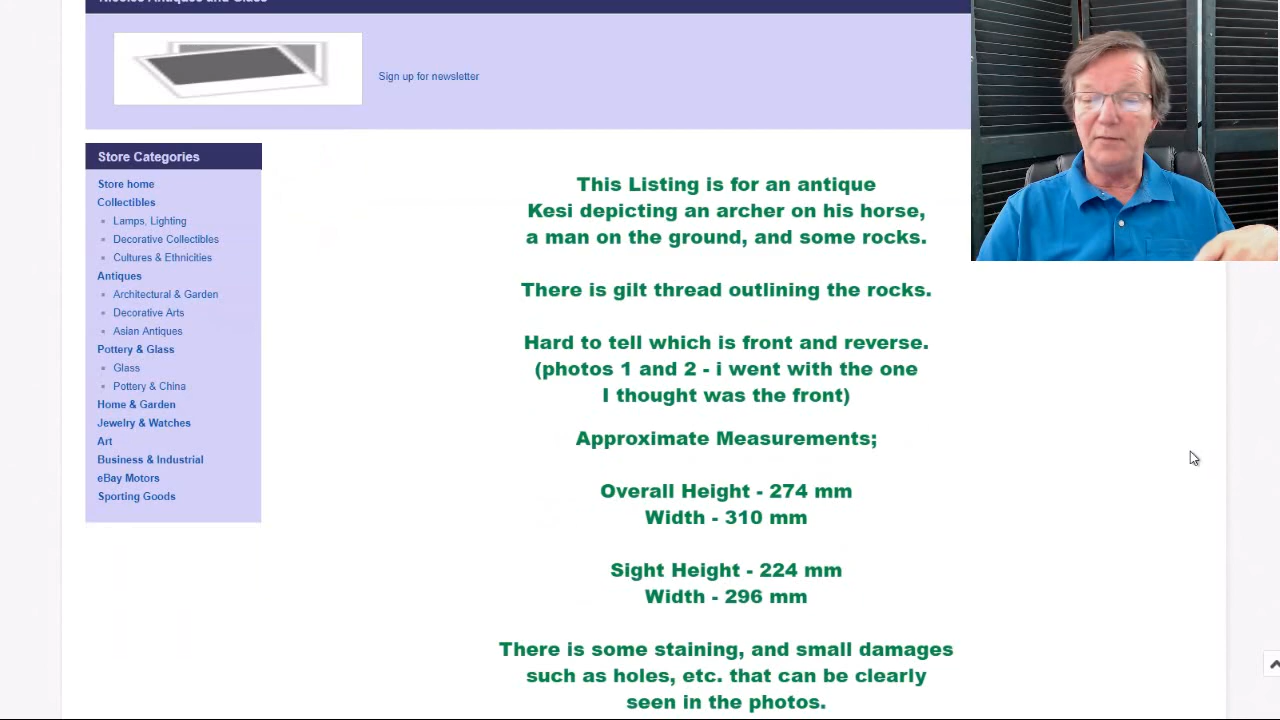 Nicoles Antiques and Glass
Sign up for newsletter
Store Categories
Store home
Collectibles
Lamps, Lighting
Decorative Collectibles
Cultures & Ethnicities
Antiques
Architectural & Garden
Decorative Arts
Asian Antiques
Pottery & Glass
Glass
Pottery & China
Home & Garden
Jewelry & Watches
Art
Business & Industrial
eBay Motors
Sporting Goods
This Listing is for an antique
Kesi depicting an archer on his horse,
a man on the ground, and some rocks.
There is gilt thread outlining the rocks.
Hard to tell which is front and reverse.
(photos 1 and 2 - i went with the one
I thought was the front)
Approximate Measurements;
Overall Height - 274 mm
Width - 310 mm
Sight Height - 224 mm
Width - 296 mm
There is some staining, and small damages
such as holes, etc. that can be clearly
seen in the photos.